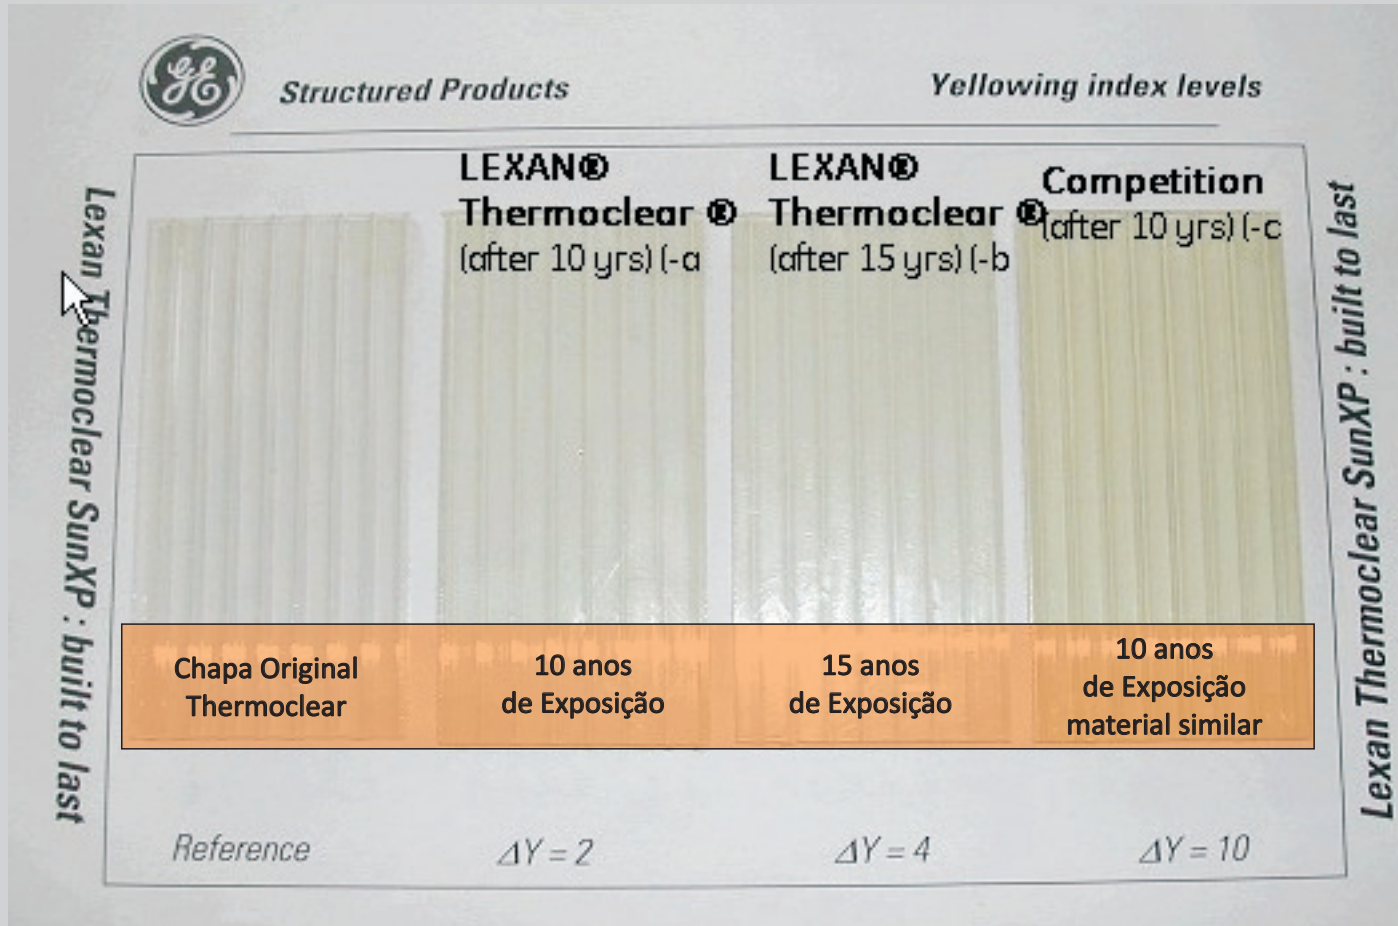 GE
Structured Products
Yellowing index levels
Lexan Thermoclear SunXP : built to last
LEXAN®
Thermoclear ®
(after 10 yrs) (-a
LEXAN®
Thermoclear ®
(after 15 yrs) (-b
Competition
(after 10 yrs) (-c
Chapa Original
Thermoclear
10 anos
de Exposição
15 anos
de Exposição
10 anos
de Exposição
material similar
Reference
ΔY = 2
ΔY = 4
ΔY = 10
Lexan Thermoclear SunXP : built to last